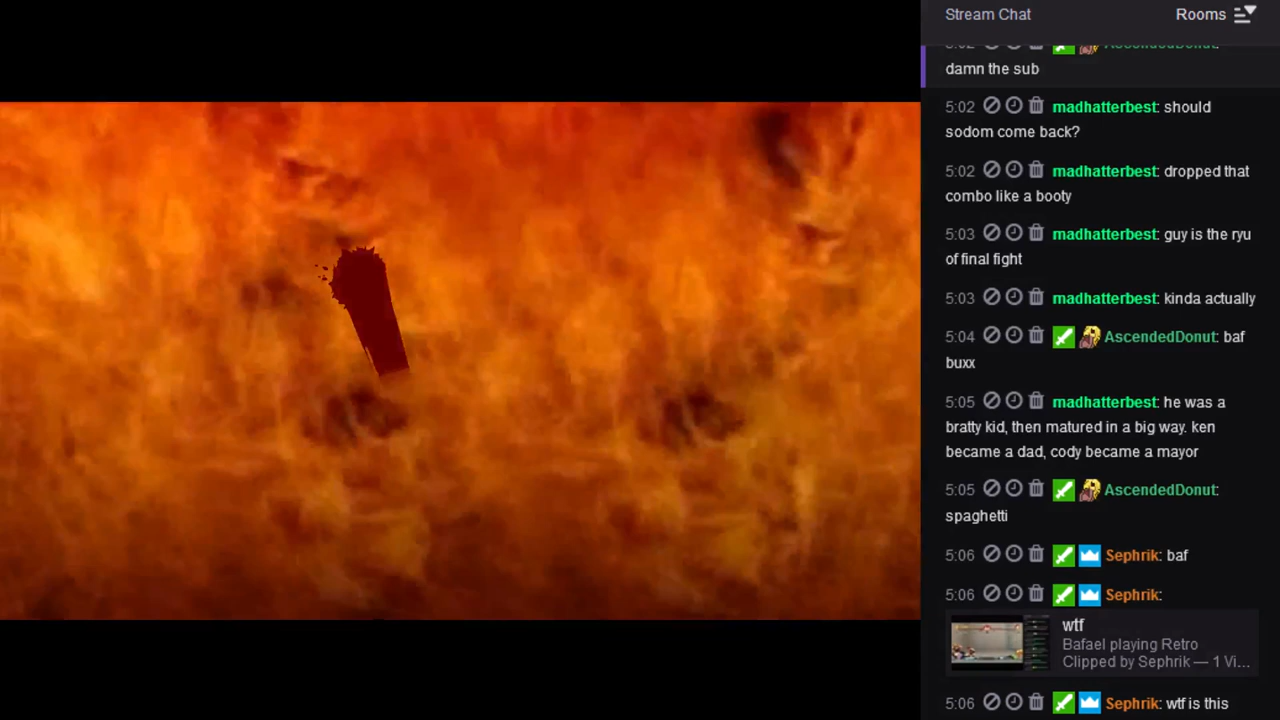 Stream Chat
Rooms
5:02 AscendedDonut:
damn the sub
5:02 madhatterbest: should
sodom come back?
5:02 madhatterbest: dropped that
combo like a booty
5:03 madhatterbest: guy is the ryu
of final fight
5:03 madhatterbest: kinda actually
5:04 AscendedDonut: baf
buxx
5:05 madhatterbest: he was a
bratty kid, then matured in a big way. ken
became a dad, cody became a mayor
5:05 AscendedDonut:
spaghetti
5:06 Sephrik: baf
5:06 Sephrik:
wtf
Bafael playing Retro
Clipped by Sephrik — 1 Vi...
5:06 Sephrik: wtf is this